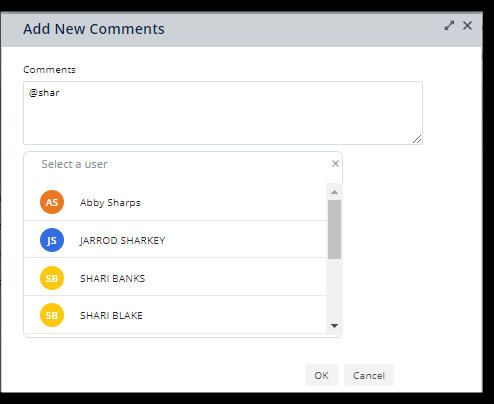 Add New Comments
Comments
@shar
Select a user
AS Abby Sharps
JS JARROD SHARKEY
SB SHARI BANKS
SB SHARI BLAKE
OK Cancel